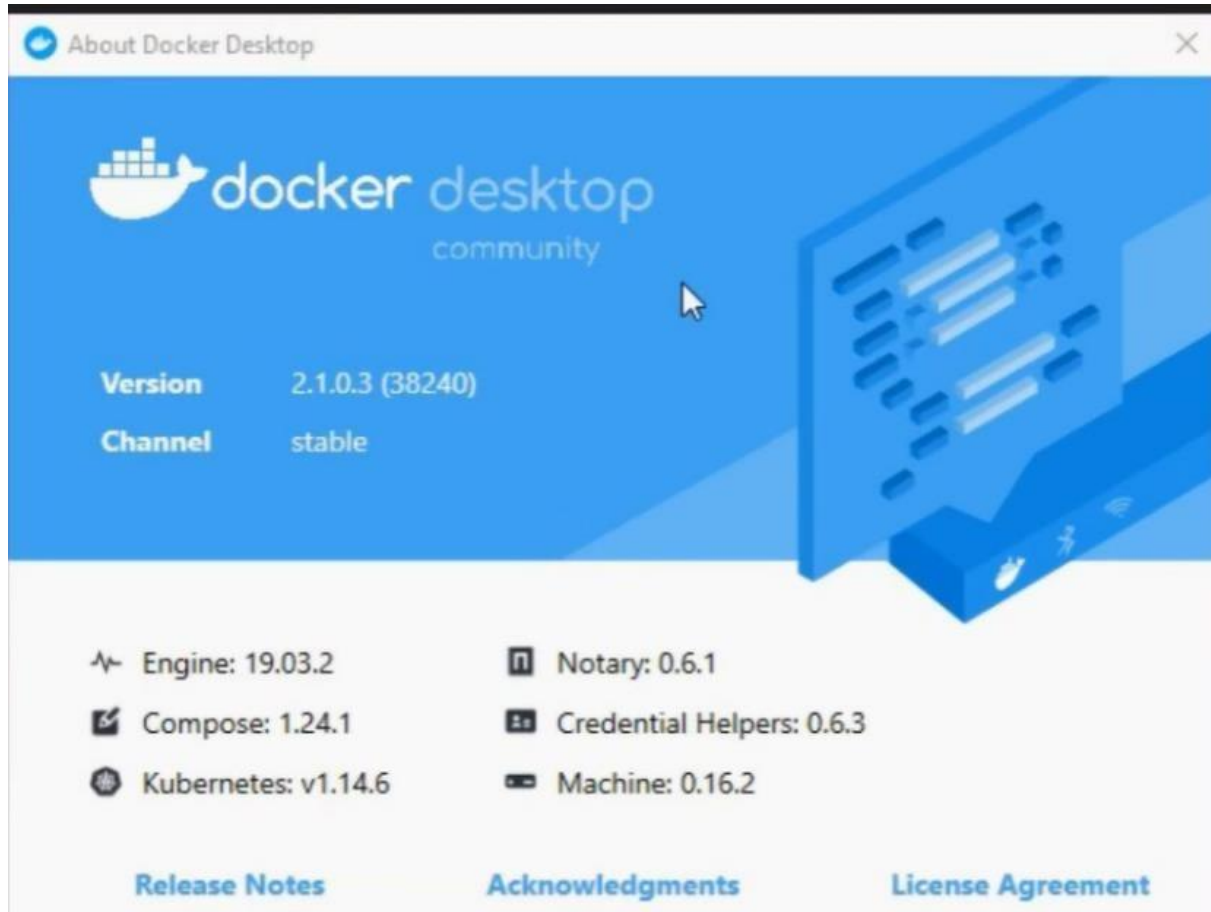 About Docker Desktop
docker desktop
community
Version 2.1.0.3 (38240)
Channel stable
Engine: 19.03.2 Notary: 0.6.1
Compose: 1.24.1 Credential Helpers: 0.6.3
Kubernetes: v1.14.6 Machine: 0.16.2
Release Notes Acknowledgments License Agreement